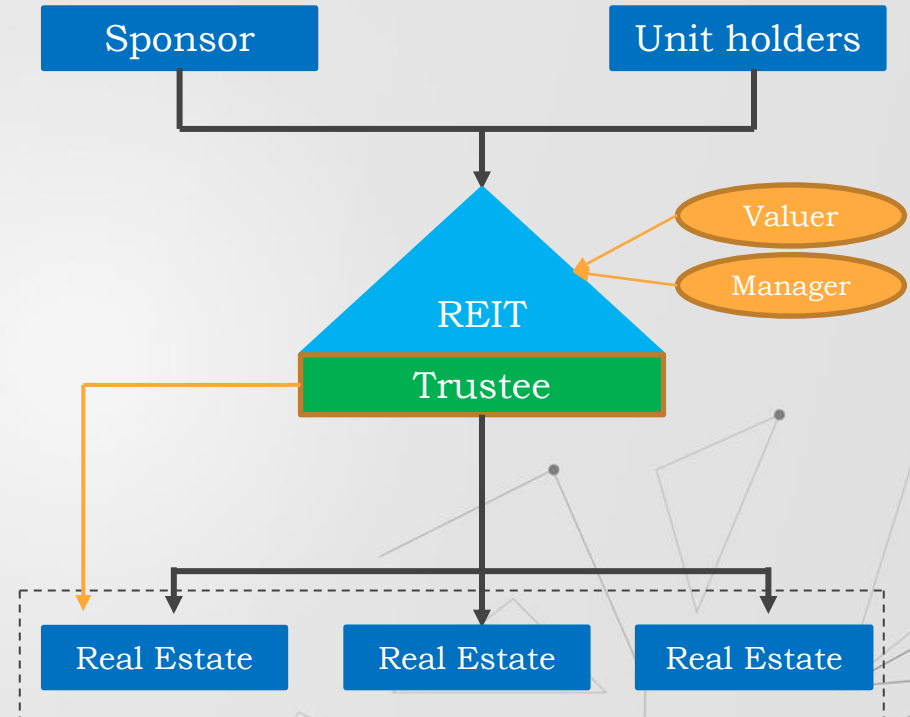 Sponsor
Unit holders
Valuer
Manager
REIT
Trustee
Real Estate
Real Estate
Real Estate